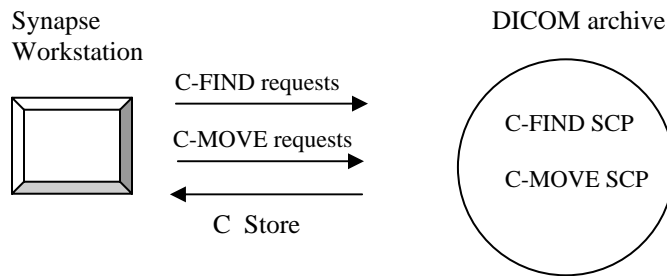 Synapse
Workstation
DICOM archive
C-FIND requests
C-MOVE requests
C Store
C-FIND SCP
C-MOVE SCP